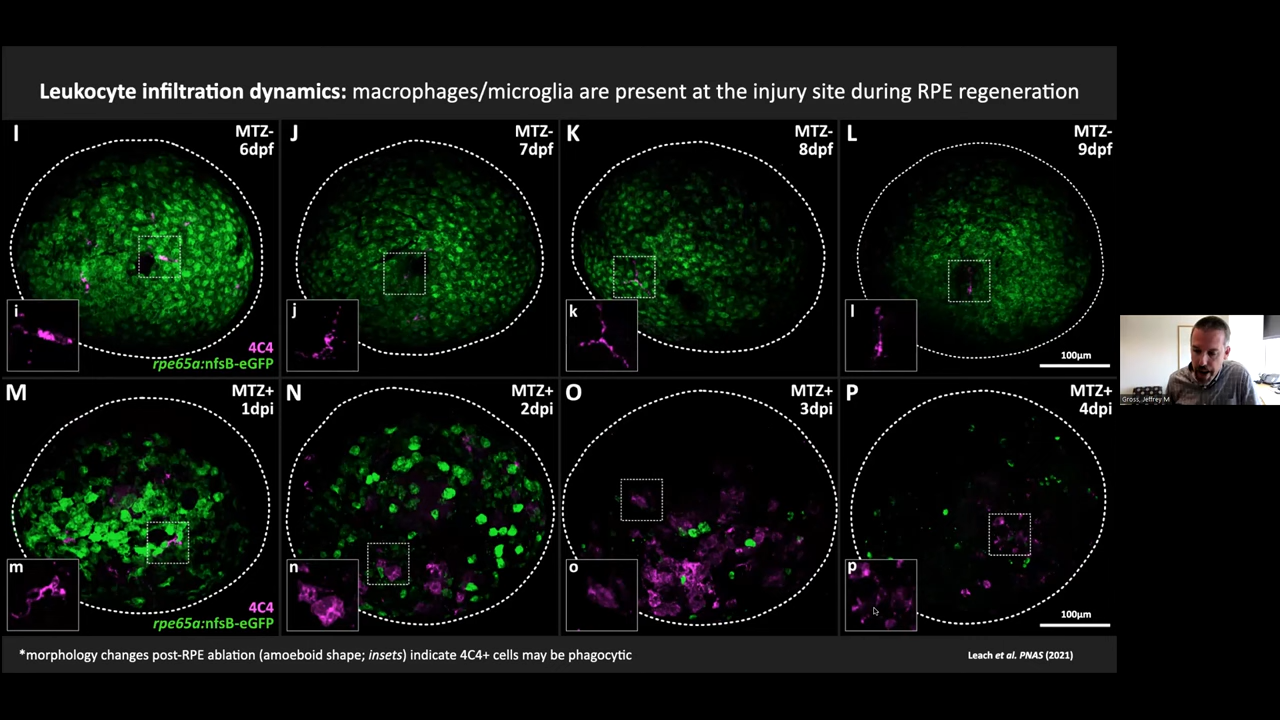 Leukocyte infiltration dynamics: macrophages/microglia are present at the injury site during RPE regeneration
I
MTZ-
6dpf
J
MTZ-
7dpf
K
MTZ-
8dpf
L
MTZ-
9dpf
i
j
k
l
4C4
rpe65a:nfsB-eGFP
100µm
M
MTZ+
1dpi
N
MTZ+
2dpi
O
MTZ+
3dpi
P
MTZ+
4dpi
m
n
o
p
4C4
rpe65a:nfsB-eGFP
100µm
*morphology changes post-RPE ablation (amoeboid shape; insets) indicate 4C4+ cells may be phagocytic
Leach et al. PNAS (2021)
Gross, Jeffrey M